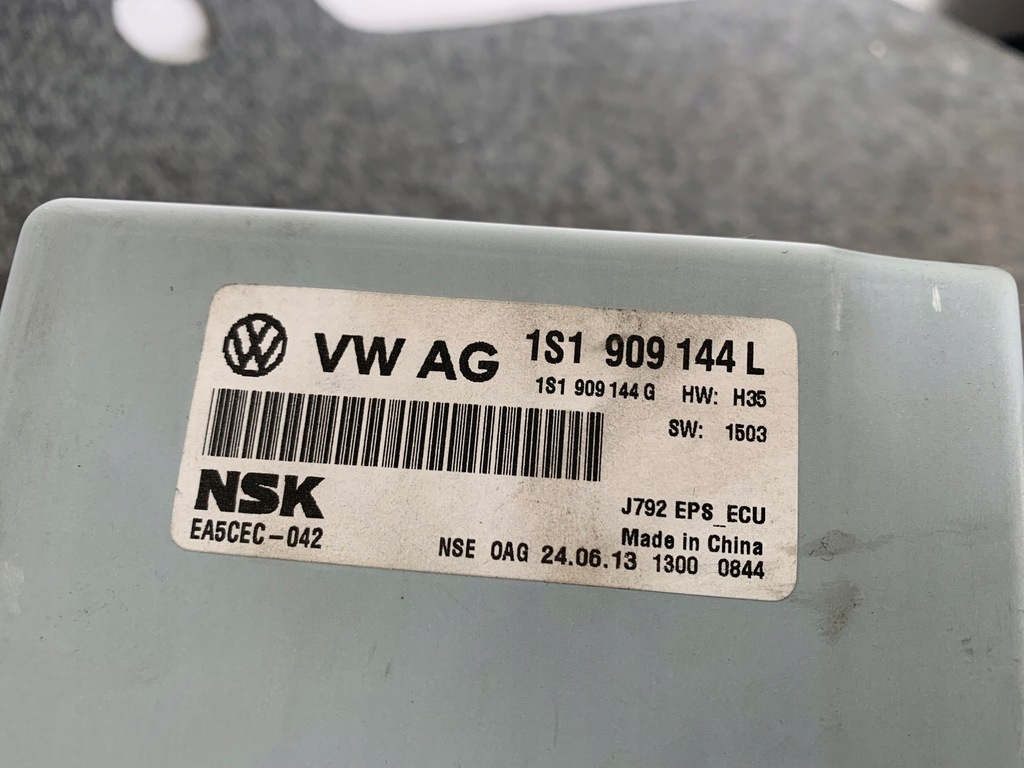 VW AG 1S1 909 144 L
1S1 909 144 G HW: H35
SW: 1503
NSK
EA5CEC-042
J792 EPS_ECU
Made in China
NSE OAG 24.06.13 1300 0844